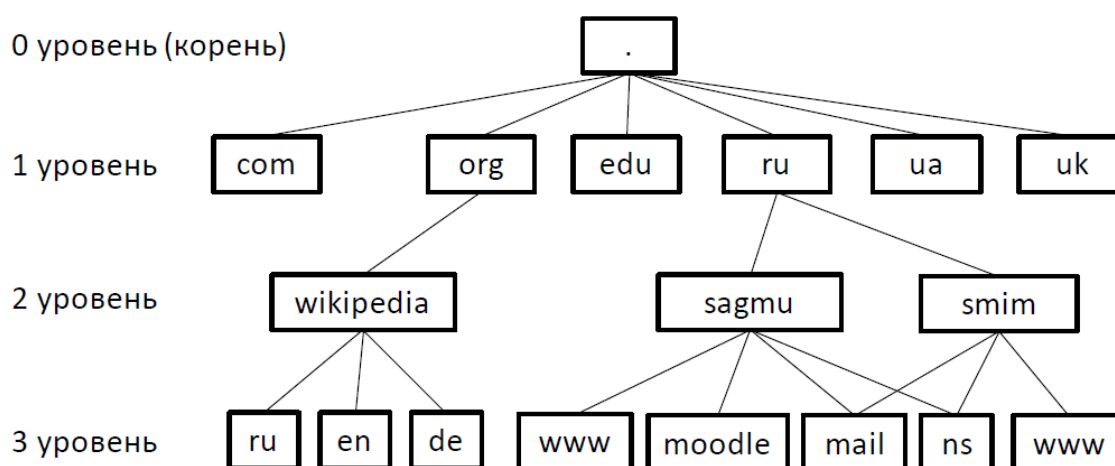 0 уровень (корень) .
1 уровень com org edu ru ua uk
2 уровень wikipedia sagmu smim
3 уровень ru en de www moodle mail ns www